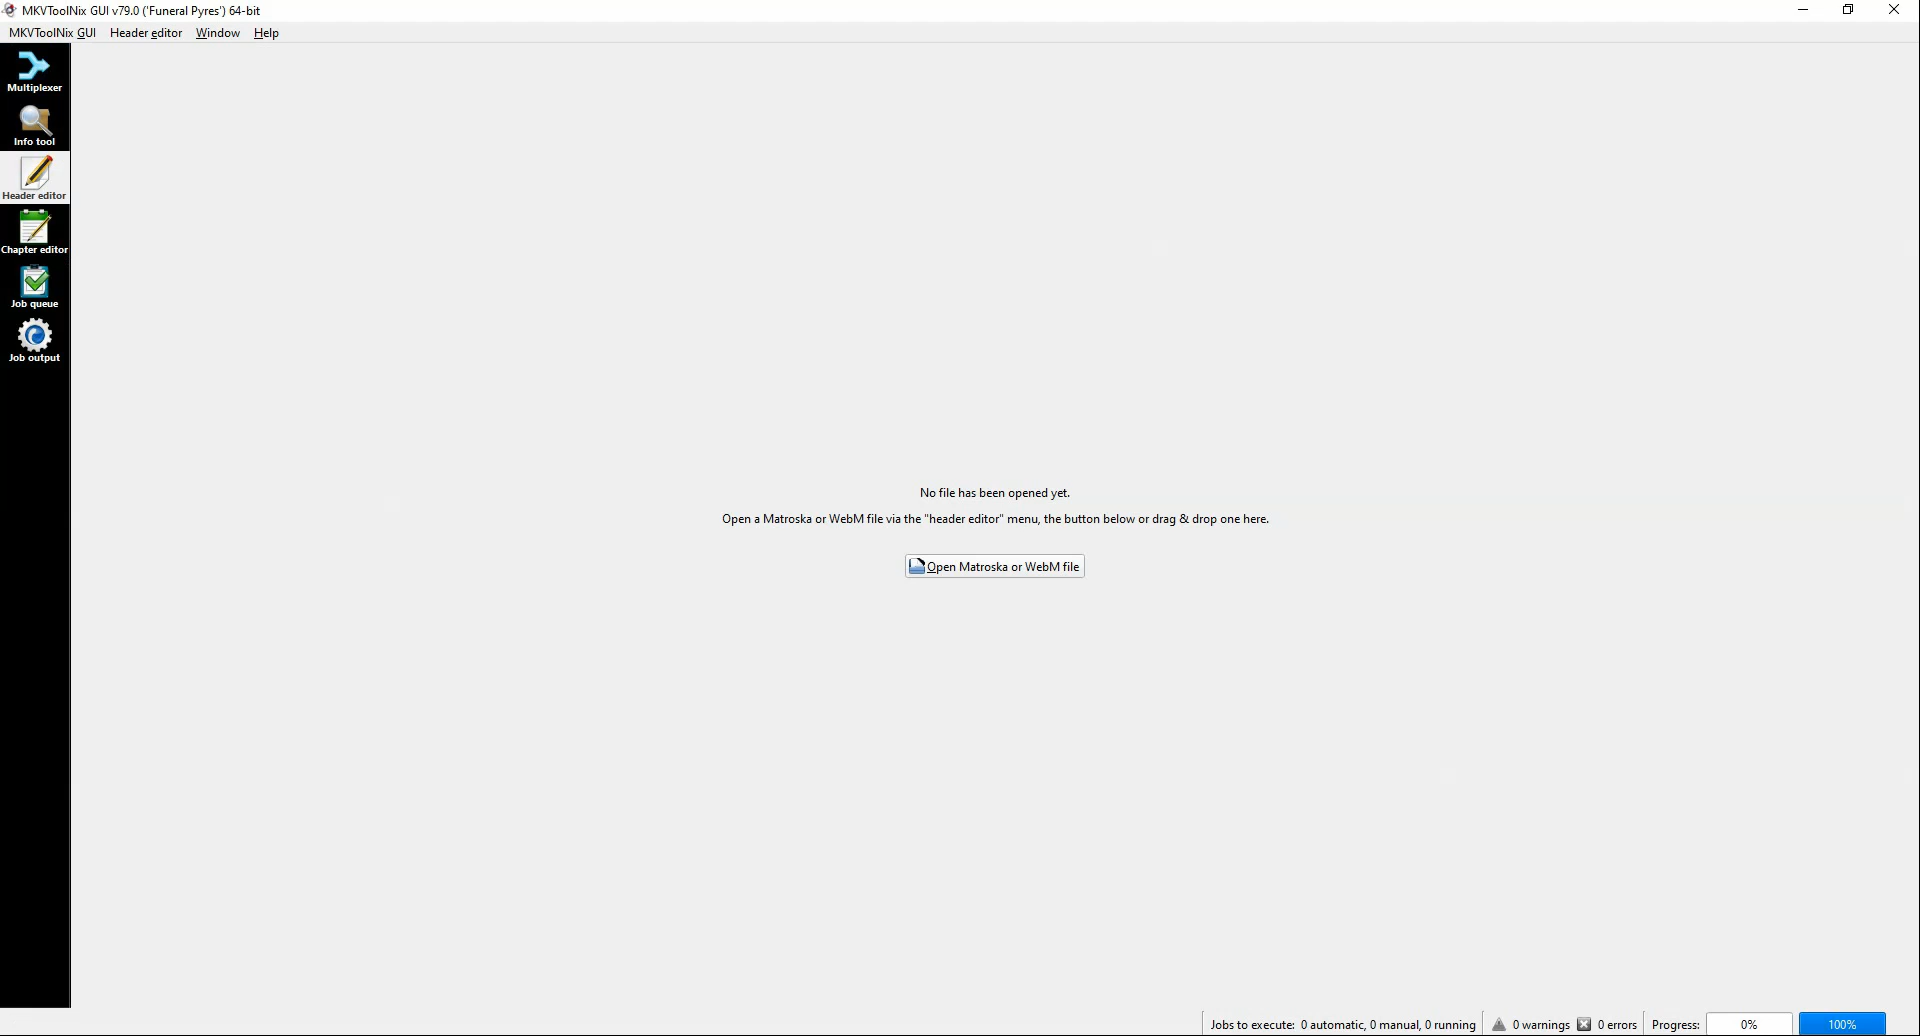 MKVToolNix GUI v79.0 ('Funeral Pyres') 64-bit
MKVToolNix GUI Header editor Window Help
Multiplexer
Info tool
Header editor
Chapter editor
Job queue
Job output
No file has been opened yet.
Open a Matroska or WebM file via the "header editor" menu, the button below or drag & drop one here.
Open Matroska or WebM file
Jobs to execute: 0 automatic, 0 manual, 0 running 0 warnings 0 errors Progress: 0% 100%